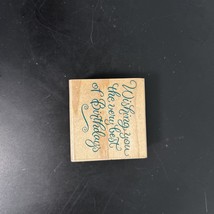 Wishing you
the very best
of Birthdays